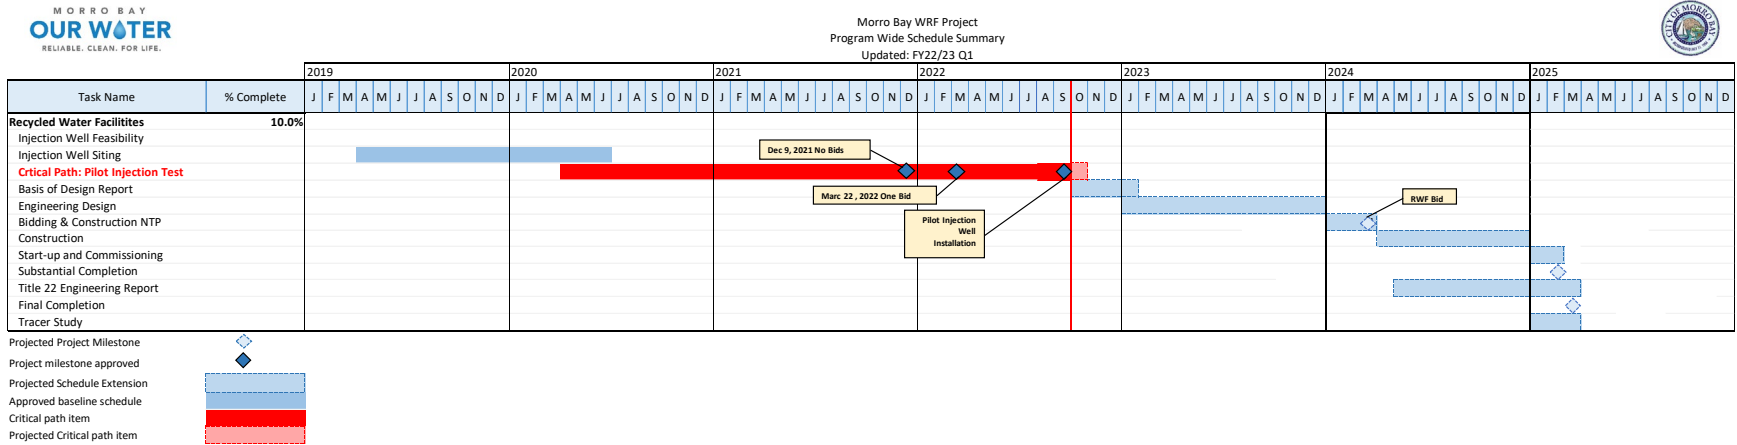 MORRO BAY
OUR WATER
RELIABLE. CLEAN. FOR LIFE.
Morro Bay WRF Project
Program Wide Schedule Summary
Updated: FY22/23 Q1
CITY OF MORRO BAY
2019 2020 2021 2022 2023 2024 2025
Task Name % Complete J F M A M J J A S O N D J F M A M J J A S O N D J F M A M J J A S O N D J F M A M J J A S O N D J F M A M J J A S O N D J F M A M J J A S O N D J F M A M J J A S O N D
Recycled Water Facilitites 10.0%
Injection Well Feasibility
Injection Well Siting
Dec 9, 2021 No Bids
Crtical Path: Pilot Injection Test
Basis of Design Report
Marc 22 , 2022 One Bid
RWF Bid
Engineering Design
Bidding & Construction NTP
Pilot Injection
Well
Installation
Construction
Start-up and Commissioning
Substantial Completion
Title 22 Engineering Report
Final Completion
Tracer Study
Projected Project Milestone
Project milestone approved
Projected Schedule Extension
Approved baseline schedule
Critical path item
Projected Critical path item